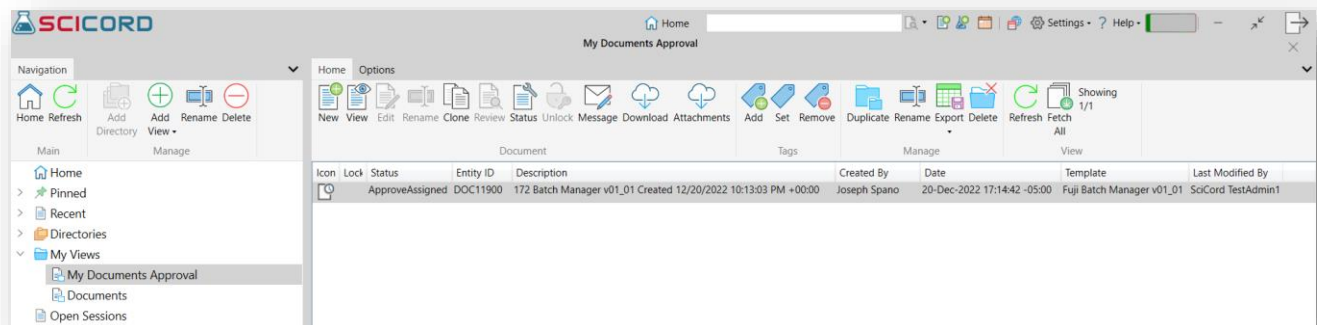 SCICORD
Home
Settings ? Help
My Documents Approval
Navigation
Home Options
Home Refresh Add Directory Add View Rename Delete
Main Manage
New View Edit Rename Clone Review Status Unlock Message Download Attachments Add Set Remove Duplicate Rename Export Delete Refresh Fetch All Showing 1/1
Document Tags Manage View
Home
Pinned
Recent
Directories
My Views
My Documents Approval
Documents
Open Sessions
Icon Lock Status Entity ID Description Created By Date Template Last Modified By
ApproveAssigned DOC11900 172 Batch Manager v01_01 Created 12/20/2022 10:13:03 PM +00:00 Joseph Spano 20-Dec-2022 17:14:42 -05:00 Fuji Batch Manager v01_01 SciCord TestAdmin1